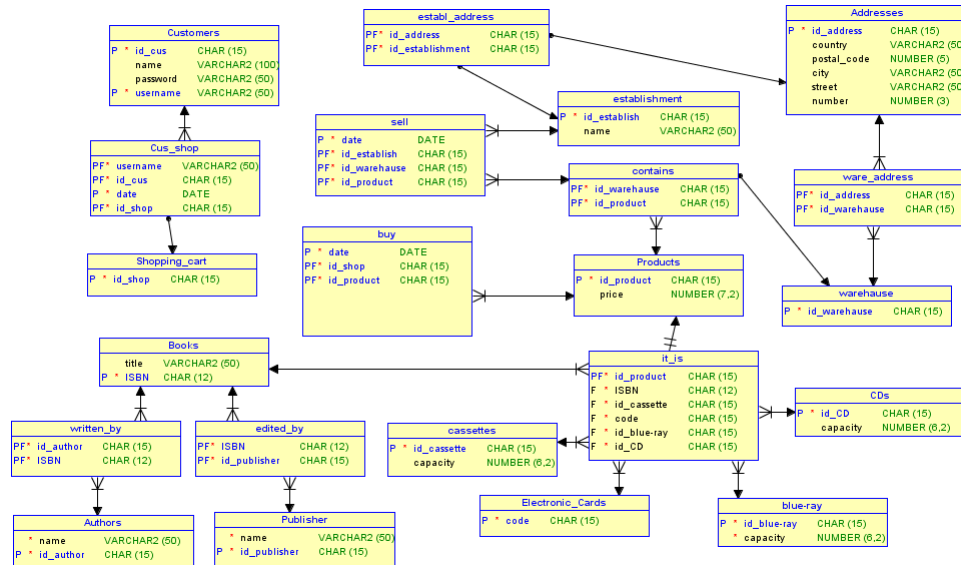 establ_address
PF* id_address CHAR (15)
PF* id_establishment CHAR (15)
Addresses
P * id_address CHAR (15)
country VARCHAR2 (50
postal_code NUMBER (5)
city VARCHAR2 (50
street VARCHAR2 (50
number NUMBER (3)
Customers
P * id_cus CHAR (15)
name VARCHAR2 (100)
password VARCHAR2 (50)
P * username VARCHAR2 (50)
establishment
P * id_establish CHAR (15)
name VARCHAR2 (50)
sell
P * date DATE
PF* id_establish CHAR (15)
PF* id_warehause CHAR (15)
PF* id_product CHAR (15)
Cus_shop
PF* username VARCHAR2 (50)
PF* id_cus CHAR (15)
P * date DATE
PF* id_shop CHAR (15)
contains
PF* id_warehause CHAR (15)
PF* id_product CHAR (15)
ware_address
PF* id_address CHAR (15)
PF* id_warehause CHAR (15)
buy
P * date DATE
PF* id_shop CHAR (15)
PF* id_product CHAR (15)
Shopping_cart
P * id_shop CHAR (15)
Products
P * id_product CHAR (15)
price NUMBER (7,2)
warehause
P * id_warehause CHAR (15)
Books
title VARCHAR2 (50)
P * ISBN CHAR (12)
it_is
PF* id_product CHAR (15)
F * ISBN CHAR (12)
F * id_cassette CHAR (15)
F * code CHAR (15)
F * id_blue-ray CHAR (15)
F * id_CD CHAR (15)
CDs
P * id_CD CHAR (15)
capacity NUMBER (6,2)
written_by
PF* id_author CHAR (15)
PF* ISBN CHAR (12)
edited_by
PF* ISBN CHAR (12)
PF* id_publisher CHAR (15)
cassettes
P * id_cassette CHAR (15)
capacity NUMBER (6,2)
Electronic_Cards
P * code CHAR (15)
blue-ray
P * id_blue-ray CHAR (15)
* capacity NUMBER (6,2)
Authors
* name VARCHAR2 (50)
P * id_author CHAR (15)
Publisher
* name VARCHAR2 (50)
P * id_publisher CHAR (15)